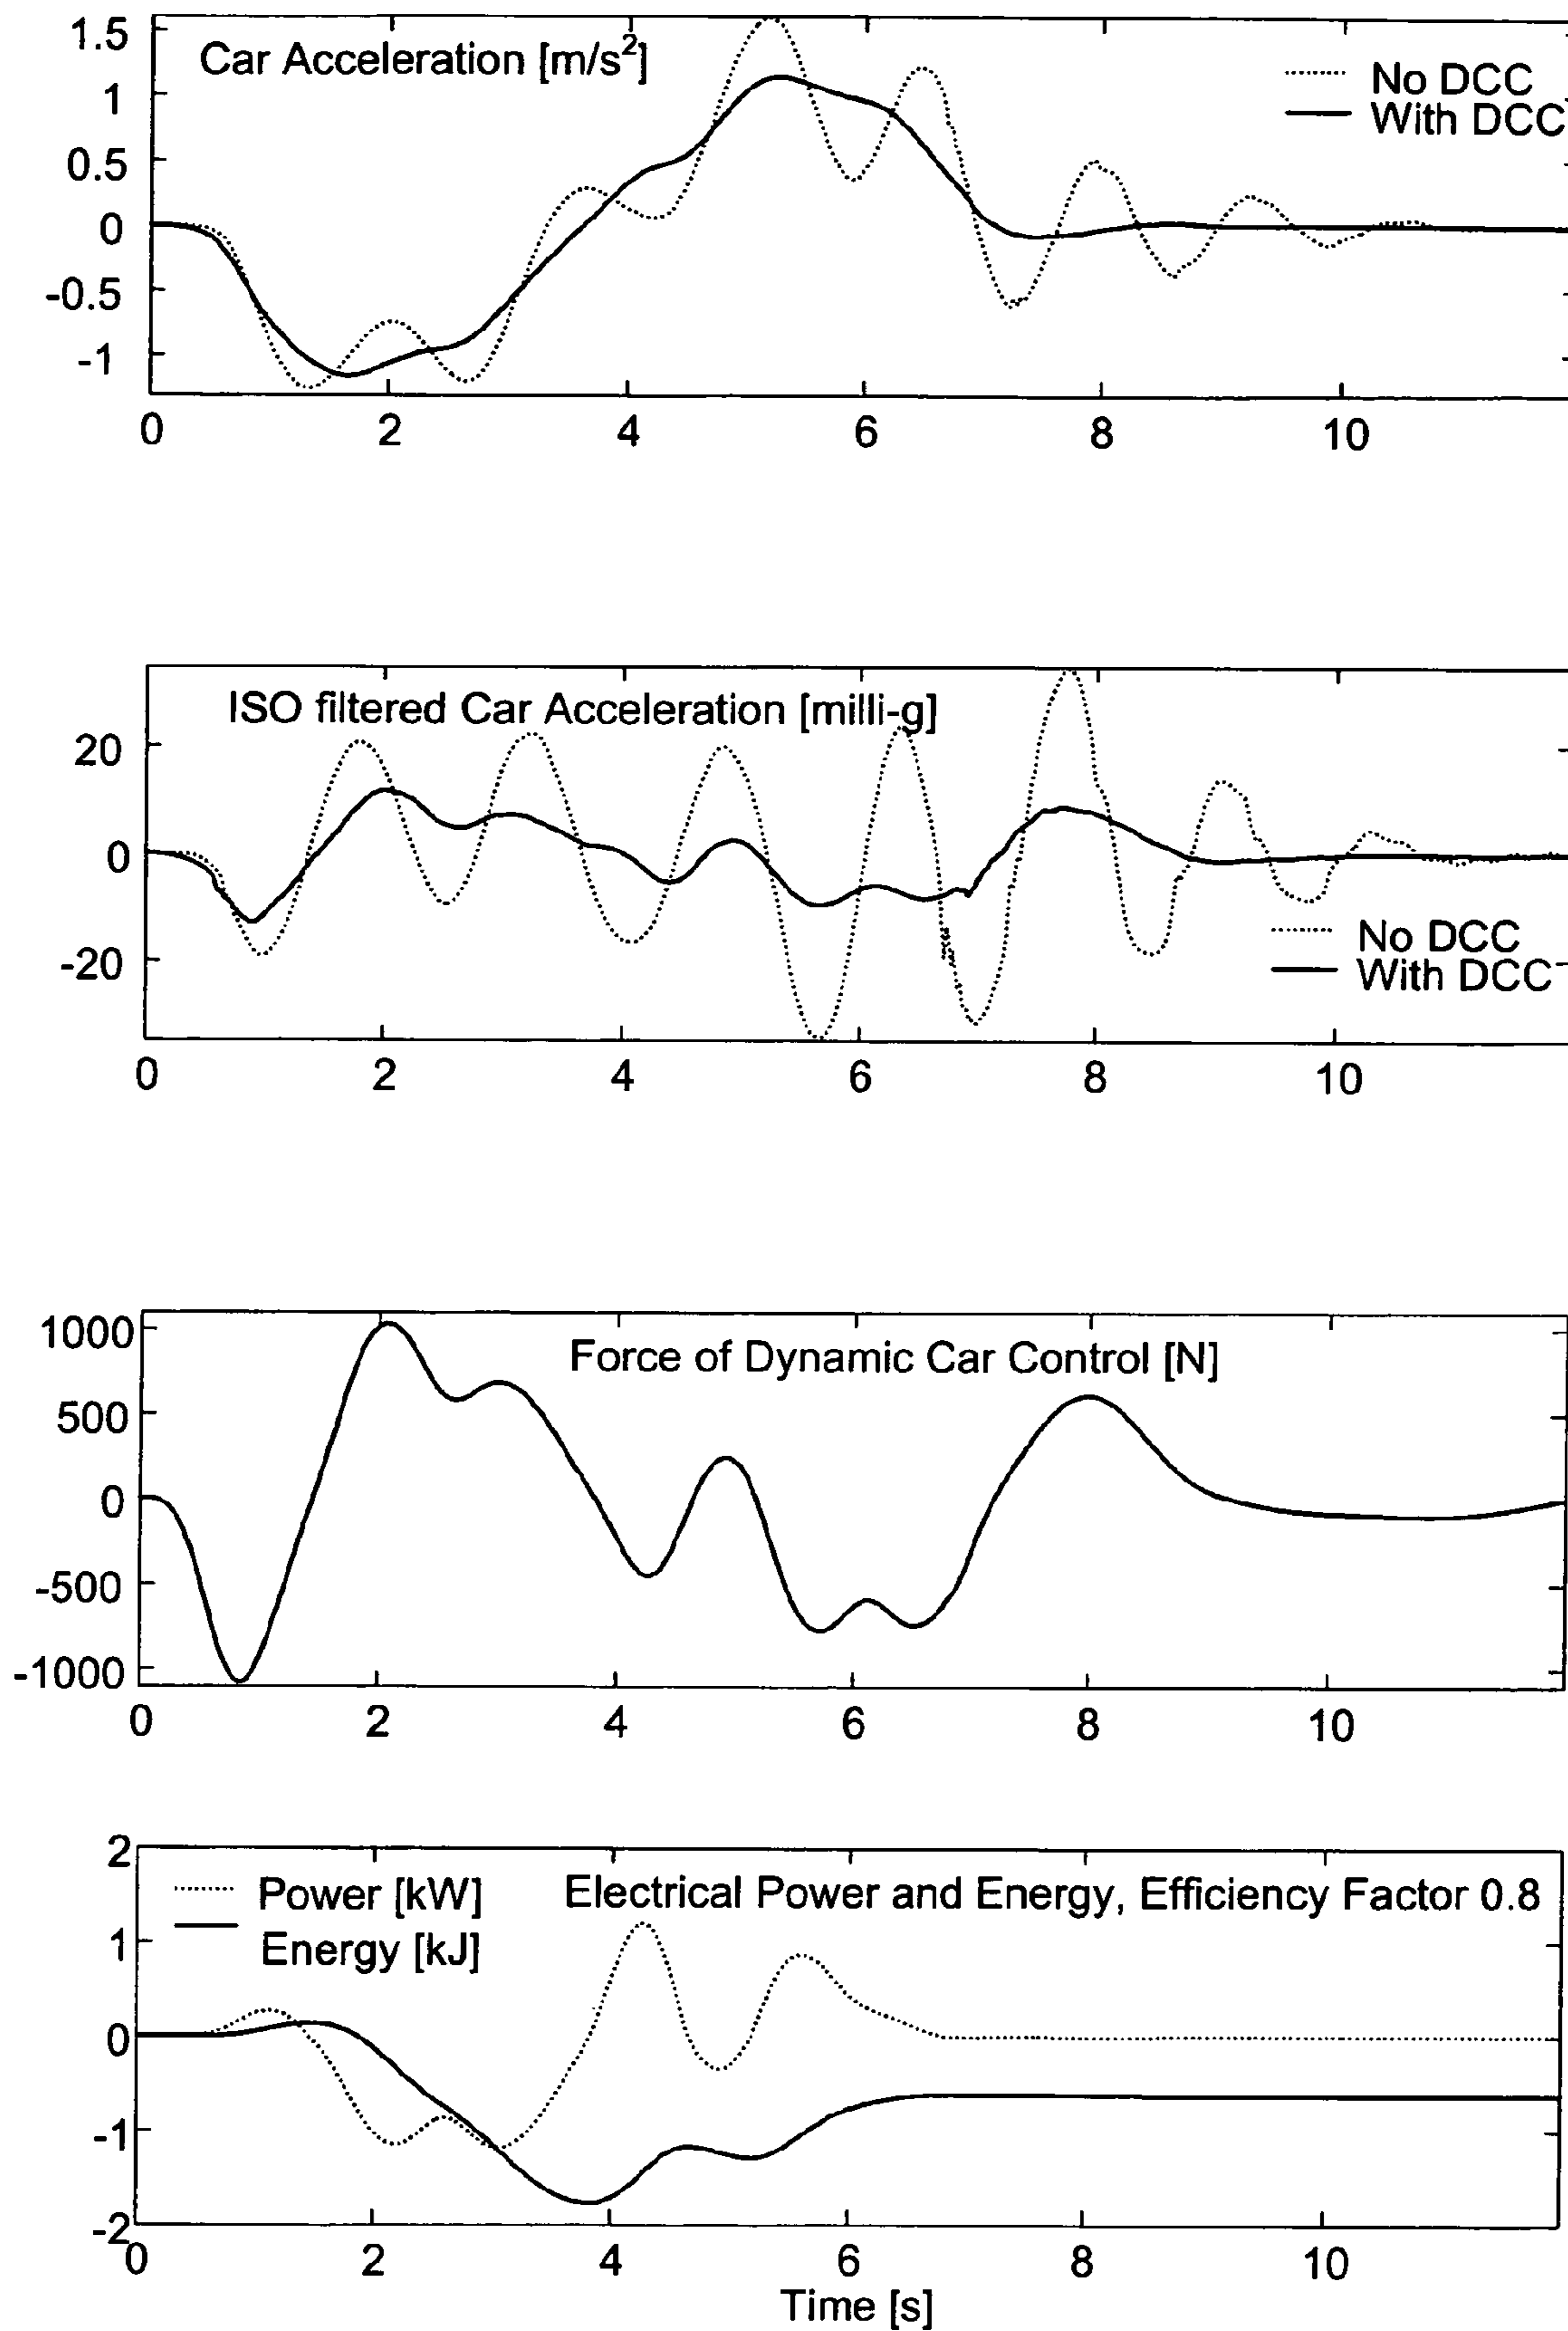 Car Acceleration [m/s²]
No DCC
With DCC
1.5
1
0.5
0
-0.5
-1
0 2 4 6 8 10
ISO filtered Car Acceleration [milli-g]
20
0
-20
No DCC
With DCC
0 2 4 6 8 10
Force of Dynamic Car Control [N]
1000
500
0
-500
-1000
0 2 4 6 8 10
Electrical Power and Energy, Efficiency Factor 0.8
Power [kW]
Energy [kJ]
2
1
0
-1
-2
0 2 4 6 8 10
Time [s]